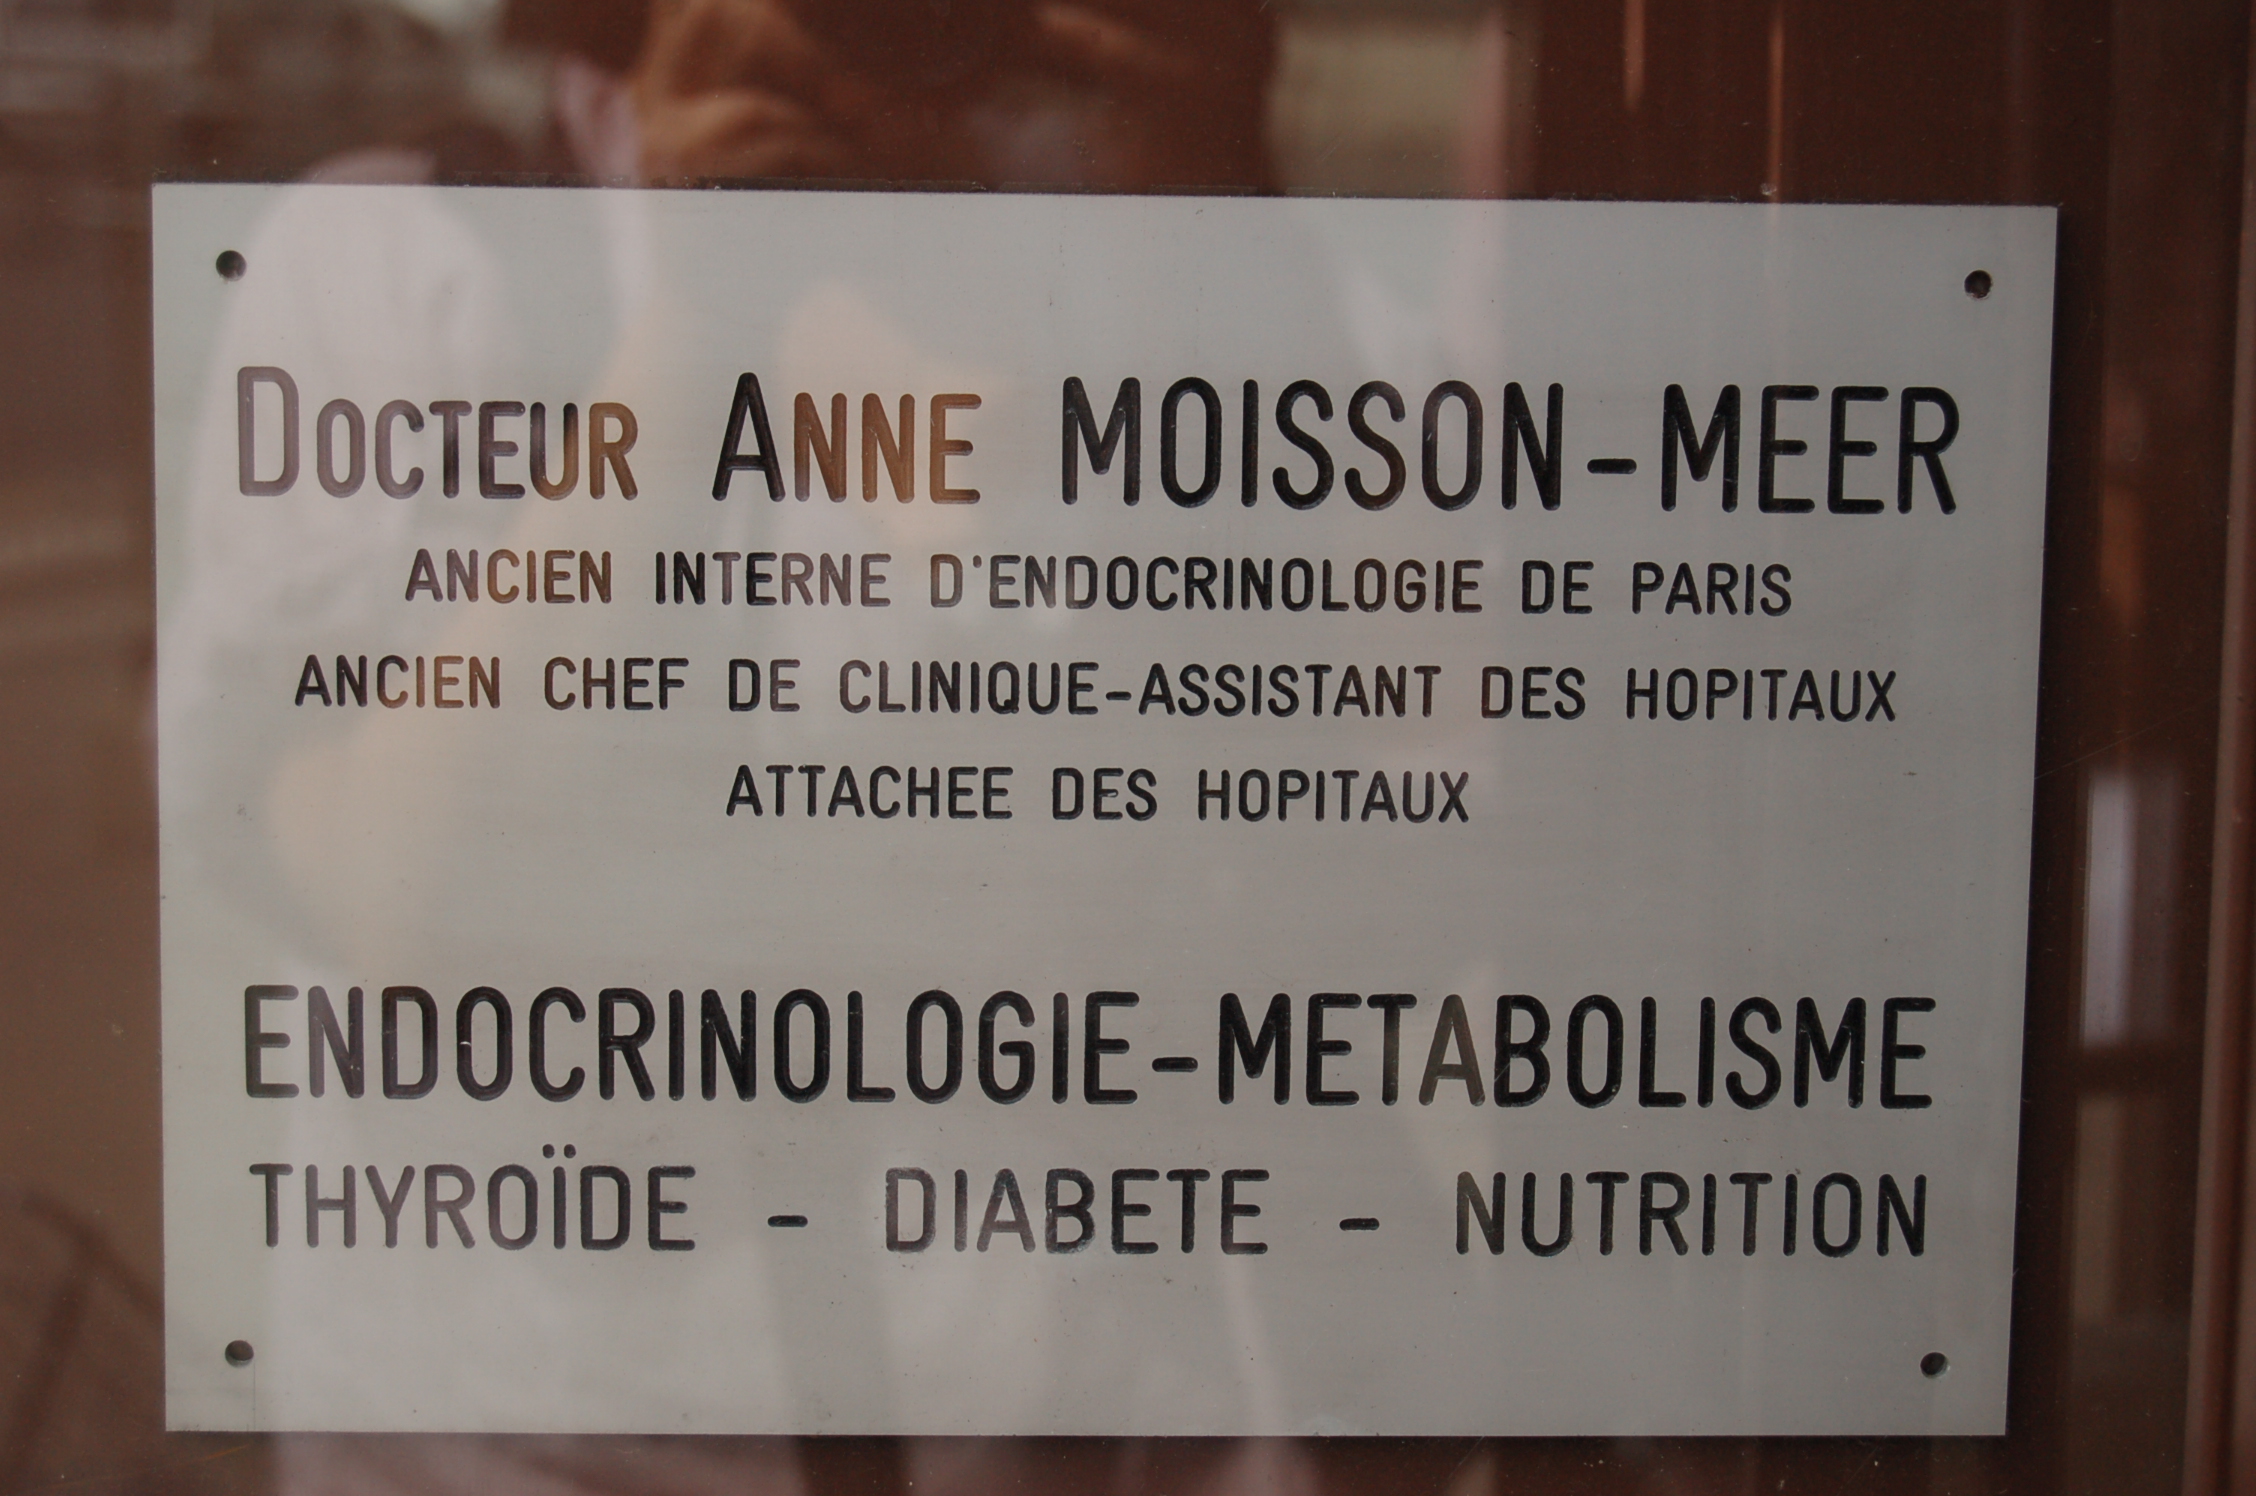 DOCTEUR ANNE MOISSON-MEER
ANCIEN INTERNE D'ENDOCRINOLOGIE DE PARIS
ANCIEN CHEF DE CLINIQUE-ASSISTANT DES HOPITAUX
ATTACHEE DES HOPITAUX
ENDOCRINOLOGIE-METABOLISME
THYROÏDE - DIABETE - NUTRITION